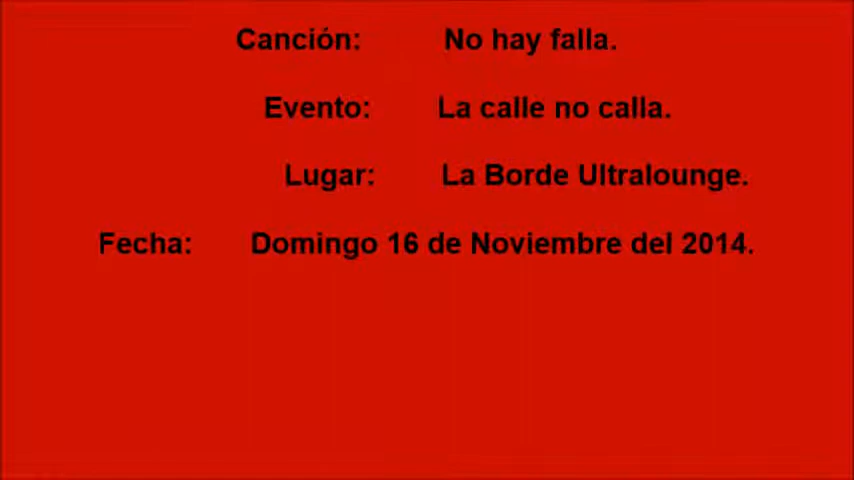 Canción: No hay falla.
Evento: La calle no calla.
Lugar: La Borde Ultralounge.
Fecha: Domingo 16 de Noviembre del 2014.